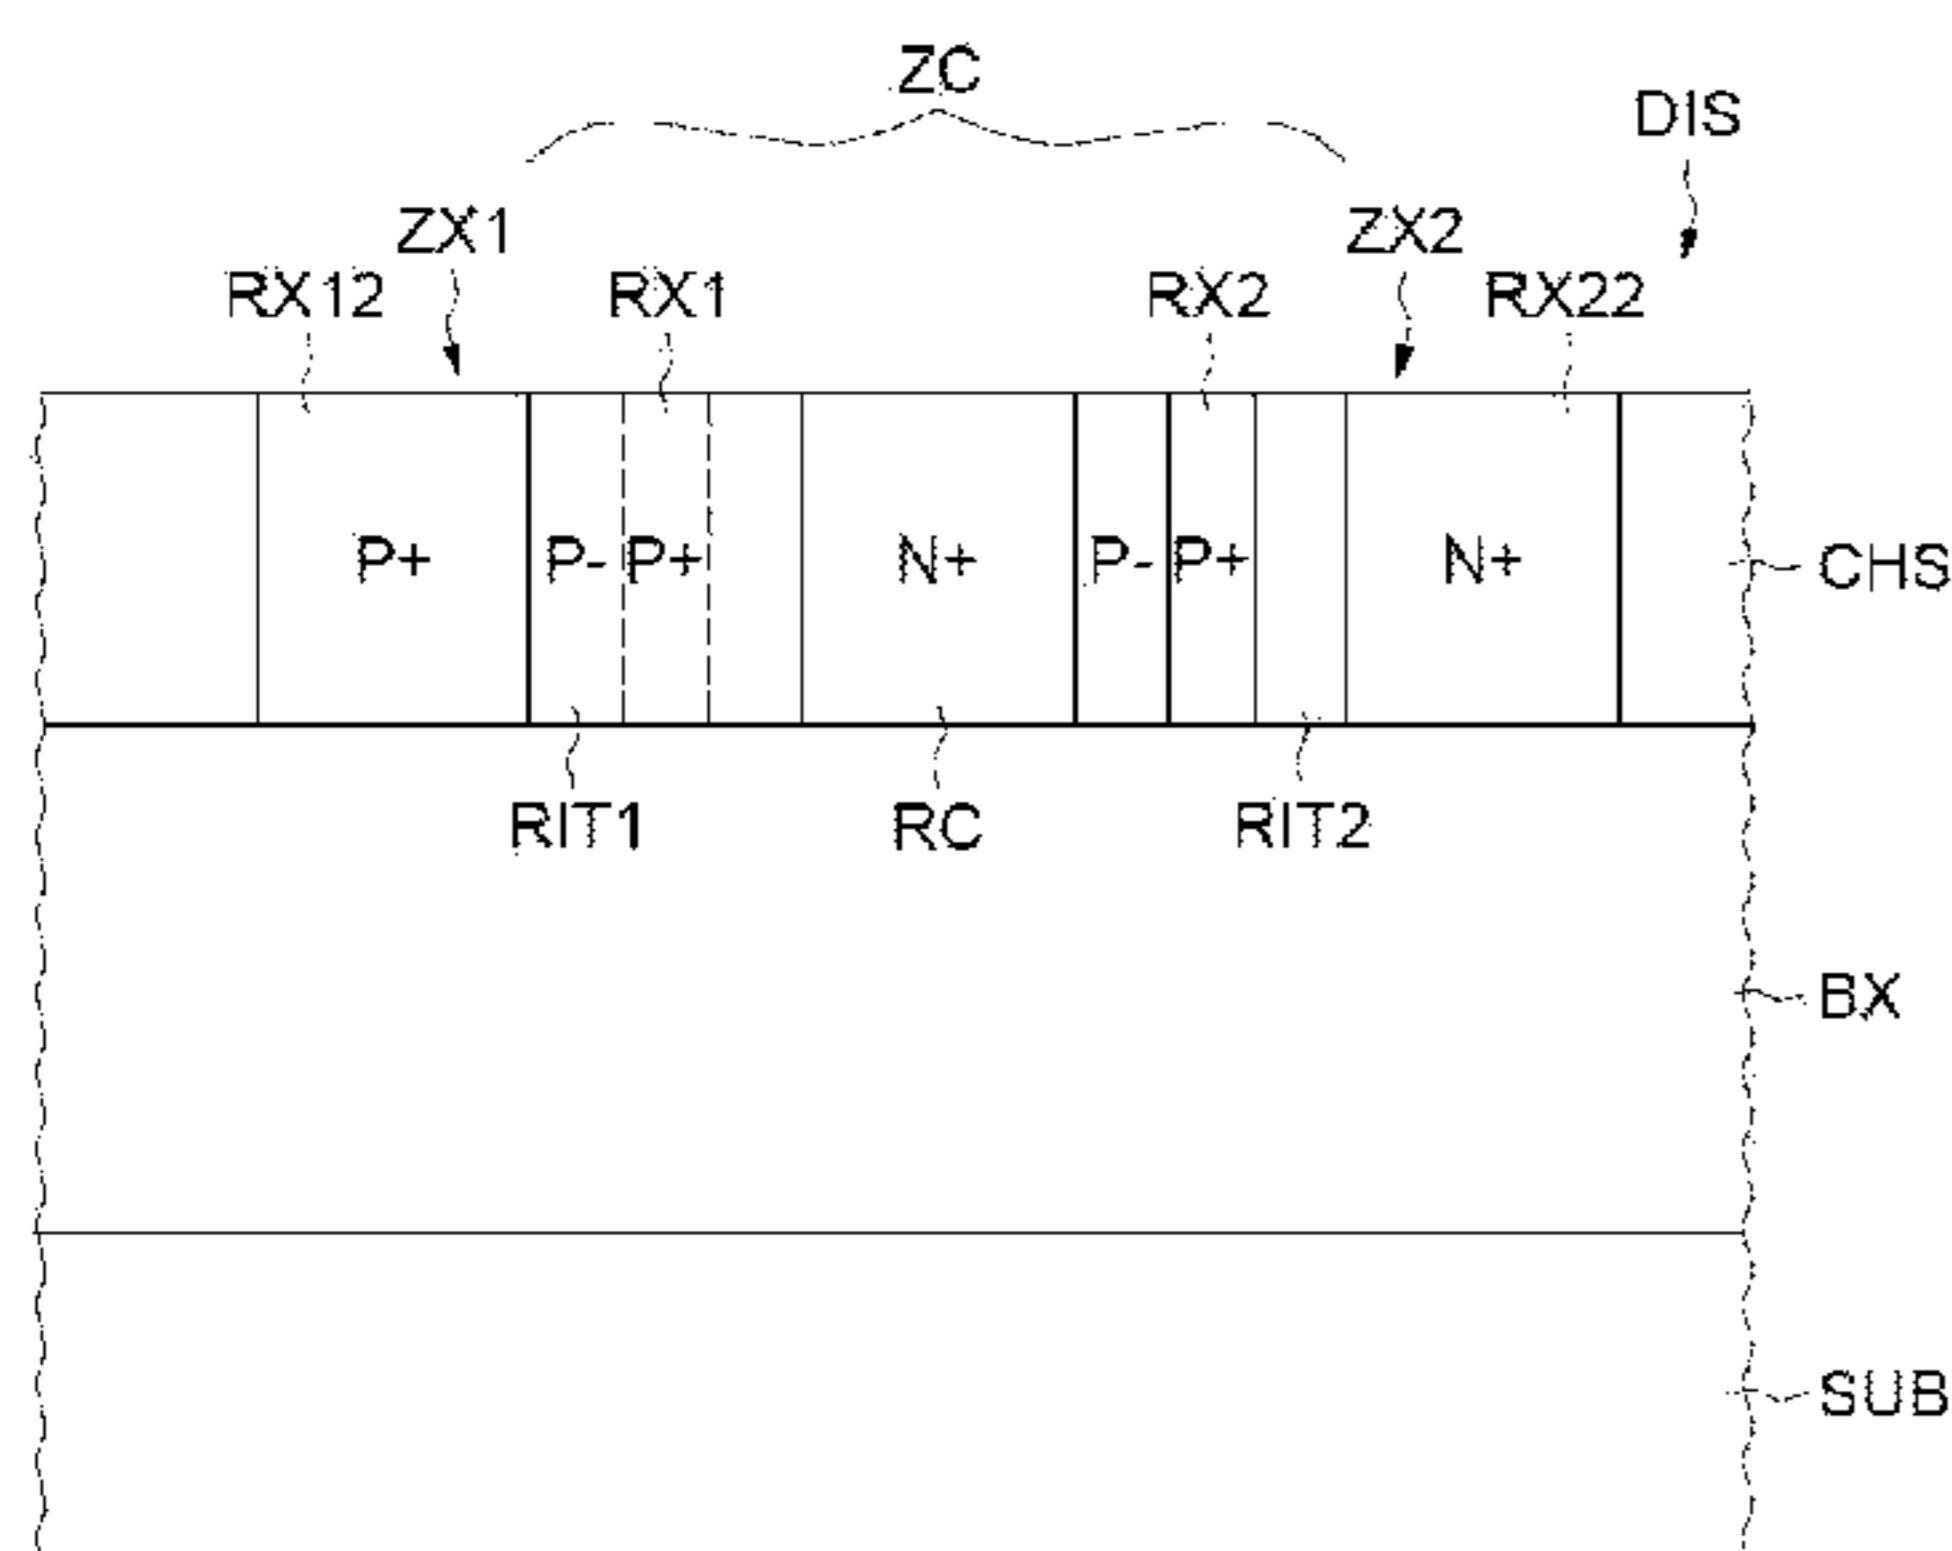 ZC
DIS
ZX1
ZX2
RX12
RX1
RX2
RX22
P+
P-
P+
N+
P-
P+
N+
CHS
RIT1
RC
RIT2
BX
SUB